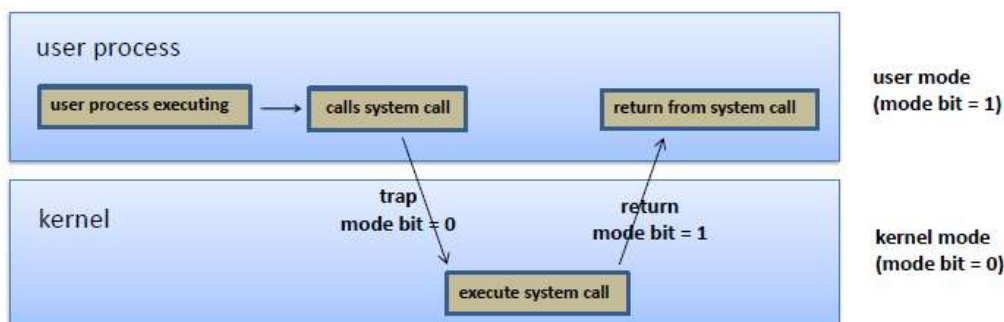 user process
user process executing
calls system call
return from system call
user mode
(mode bit = 1)
kernel
trap
mode bit = 0
return
mode bit = 1
execute system call
kernel mode
(mode bit = 0)